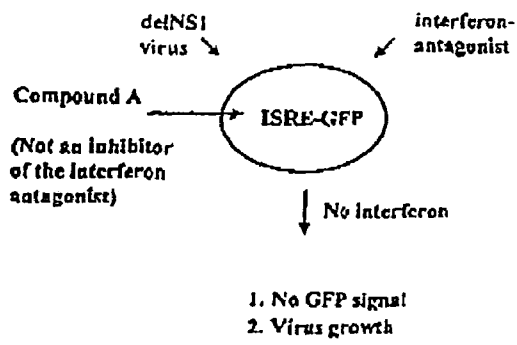 delNS1
virus
interferon-
antagonist
Compound A
ISRE-GFP
(Not an inhibitor
of the interferon
antagonist)
No interferon
1. No GFP signal
2. Virus growth